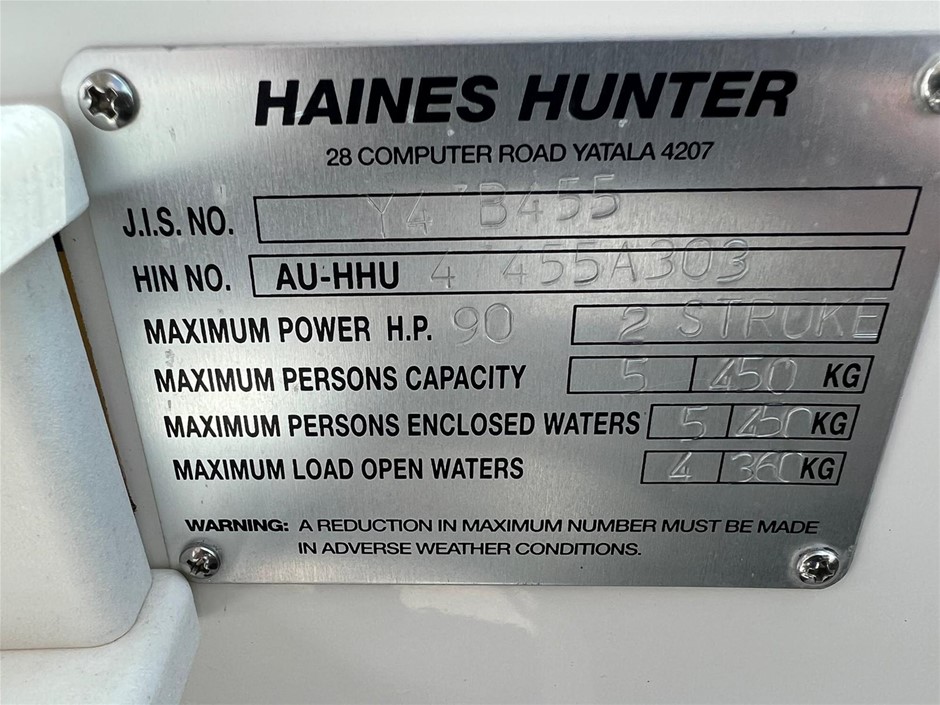 HAINES HUNTER
28 COMPUTER ROAD YATALA 4207
J.I.S. NO. Y4 B455
HIN NO. AU-HHU 4 455A303
MAXIMUM POWER H.P. 90 2 STROKE
MAXIMUM PERSONS CAPACITY 5 450 KG
MAXIMUM PERSONS ENCLOSED WATERS 5 450 KG
MAXIMUM LOAD OPEN WATERS 4 360 KG
WARNING: A REDUCTION IN MAXIMUM NUMBER MUST BE MADE
IN ADVERSE WEATHER CONDITIONS.